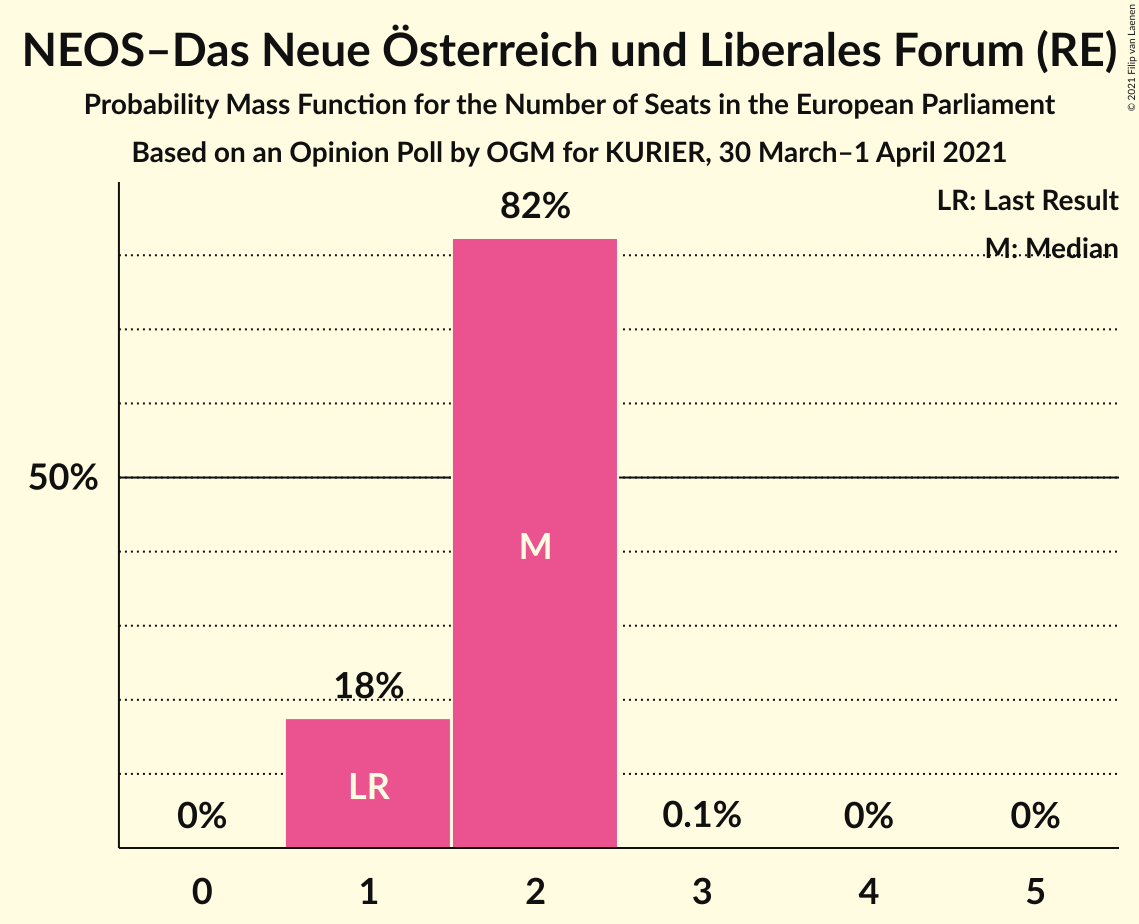 NEOS–Das Neue Österreich und Liberales Forum (RE)
Probability Mass Function for the Number of Seats in the European Parliament
Based on an Opinion Poll by OGM for KURIER, 30 March–1 April 2021
© 2021 Filip van Laenen
LR: Last Result
M: Median
82%
50%
M
18%
LR
0%
0.1%
0%
0%
0 1 2 3 4 5